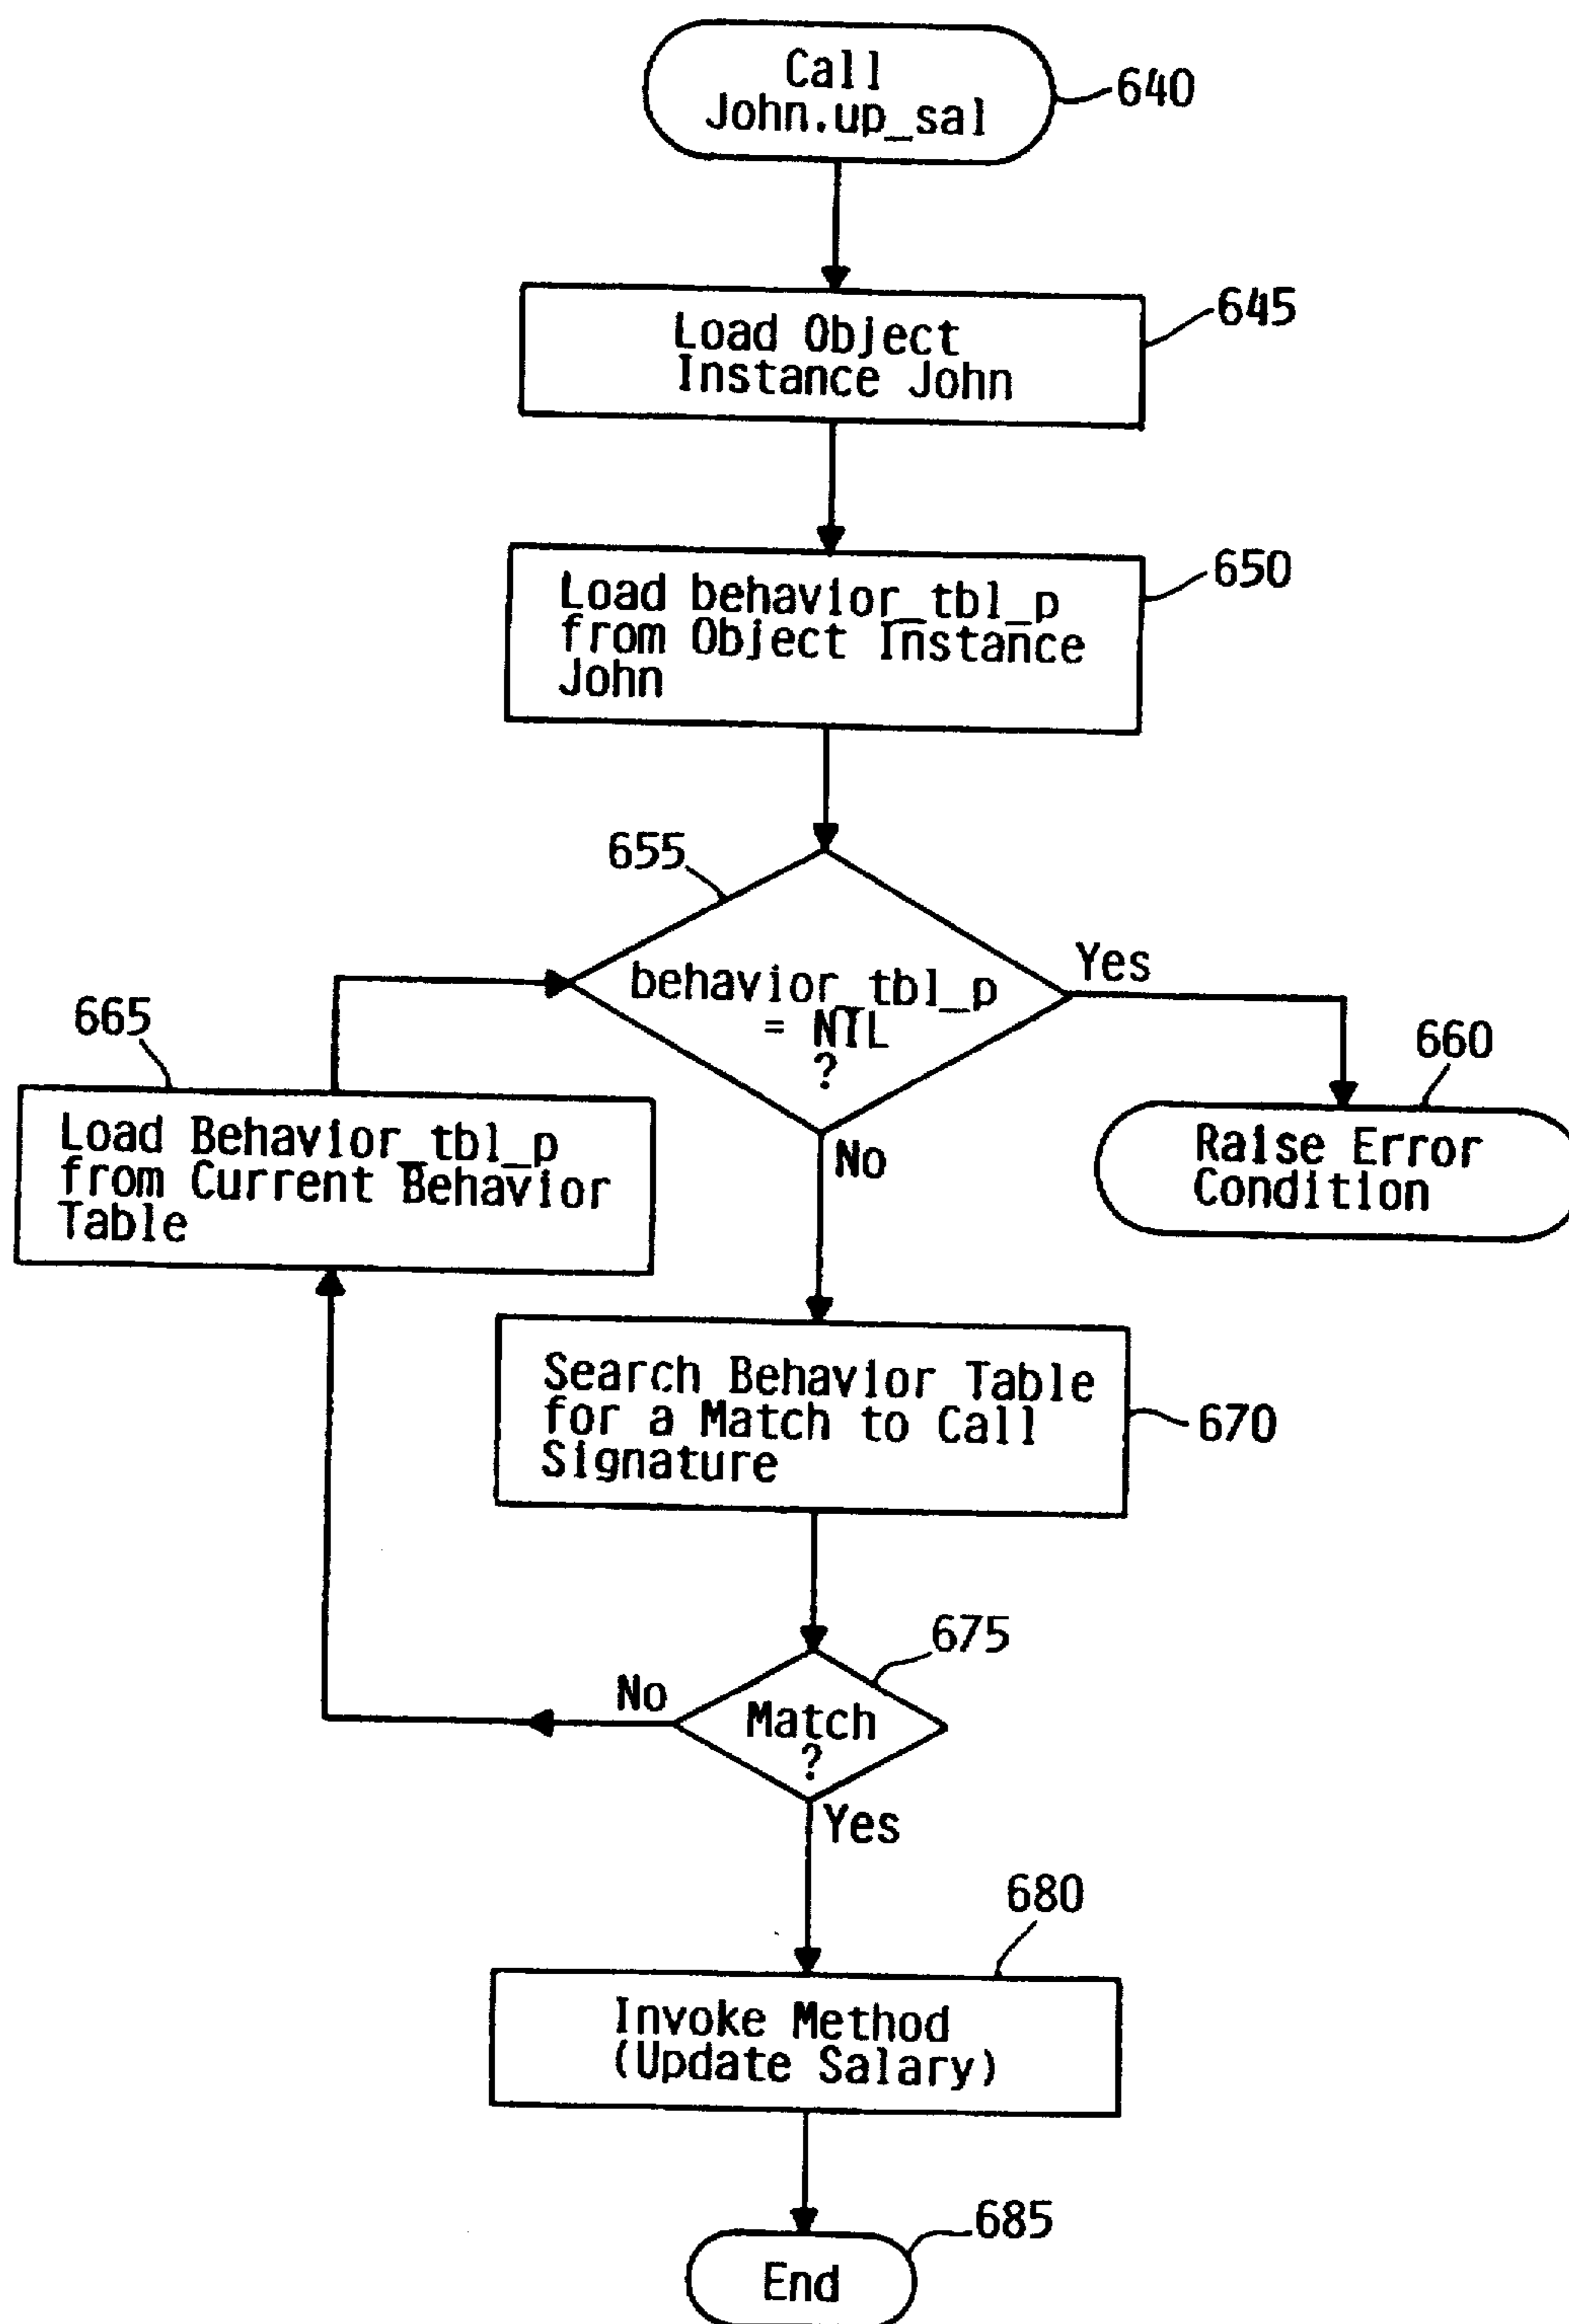 Call
John.up_sal
640
Load Object
Instance John
645
Load behavior_tbl_p
from Object Instance
John
650
655
behavior_tbl_p
= NIL
?
Yes
No
660
Raise Error
Condition
665
Load Behavior_tbl_p
from Current Behavior
Table
Search Behavior Table
for a Match to Call
Signature
670
675
Match
?
No
Yes
680
Invoke Method
(Update Salary)
685
End